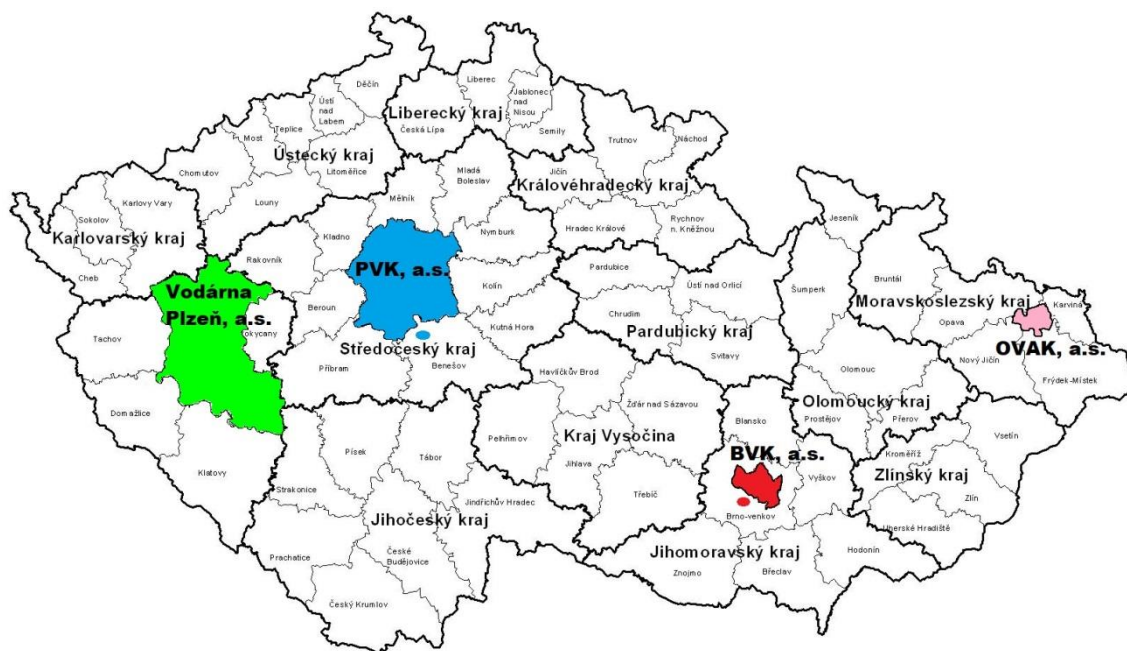 Děčín
Liberec
Ústí
nad
Labem
Jablonec
nad
Nisou
Liberecký kraj
Teplice
Most
Česká Lípa
Semily
Trutnov
Náchod
Ústecký kraj
Litoměřice
Chomutov
Mladá
Boleslav
Jičín
Královéhradecký kraj
Karlovy Vary
Louny
Mělník
Sokolov
Karlovarský kraj
Kladno
Nymburk
Hradec Králové
Rychnov
n. Kněžnou
Jeseník
Cheb
Rakovník
PVK, a.s.
Pardubice
Bruntál
Vodárna
Plzeň, a.s.
Kolín
Ústí nad Orlicí
Šumperk
Moravskoslezský kraj
Karviná
Beroun
Chrudim
Opava
okycany
Kutná Hora
Pardubický kraj
Tachov
Středočeský kraj
OVAK, a.s.
Příbram
Benešov
Svitavy
Nový Jičín
Havlíčkův Brod
Olomouc
Frýdek-Místek
Žďár nad Sázavou
Olomoucký kraj
Domažlice
Blansko
Prostějov
Přerov
Pelhřimov
Kraj Vysočina
Vsetín
Písek
Tábor
Jihlava
BVK, a.s.
Kroměříž
Klatovy
Zlínský kraj
Vyškov
Strakonice
Třebíč
Zlín
Jindřichův Hradec
Brno-venkov
Jihočeský kraj
Uherské Hradiště
Prachatice
České
Budějovice
Jihomoravský kraj
Hodonín
Znojmo
Břeclav
Český Krumlov